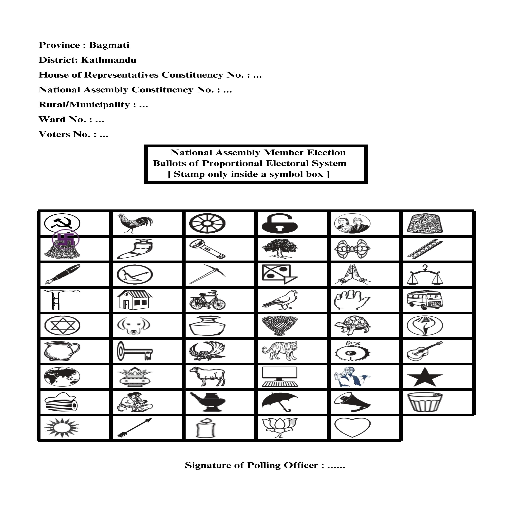 Province : Bagmati
District: Kathmandu
House of Representatives Constituency No. : ...
National Assembly Constituency No. : ...
Rural/Municipality : ...
Ward No. : ...
Voters No. : ...
National Assembly Member Election
Ballots of Proportional Electoral System
[ Stamp only inside a symbol box ]
Signature of Polling Officer : ......